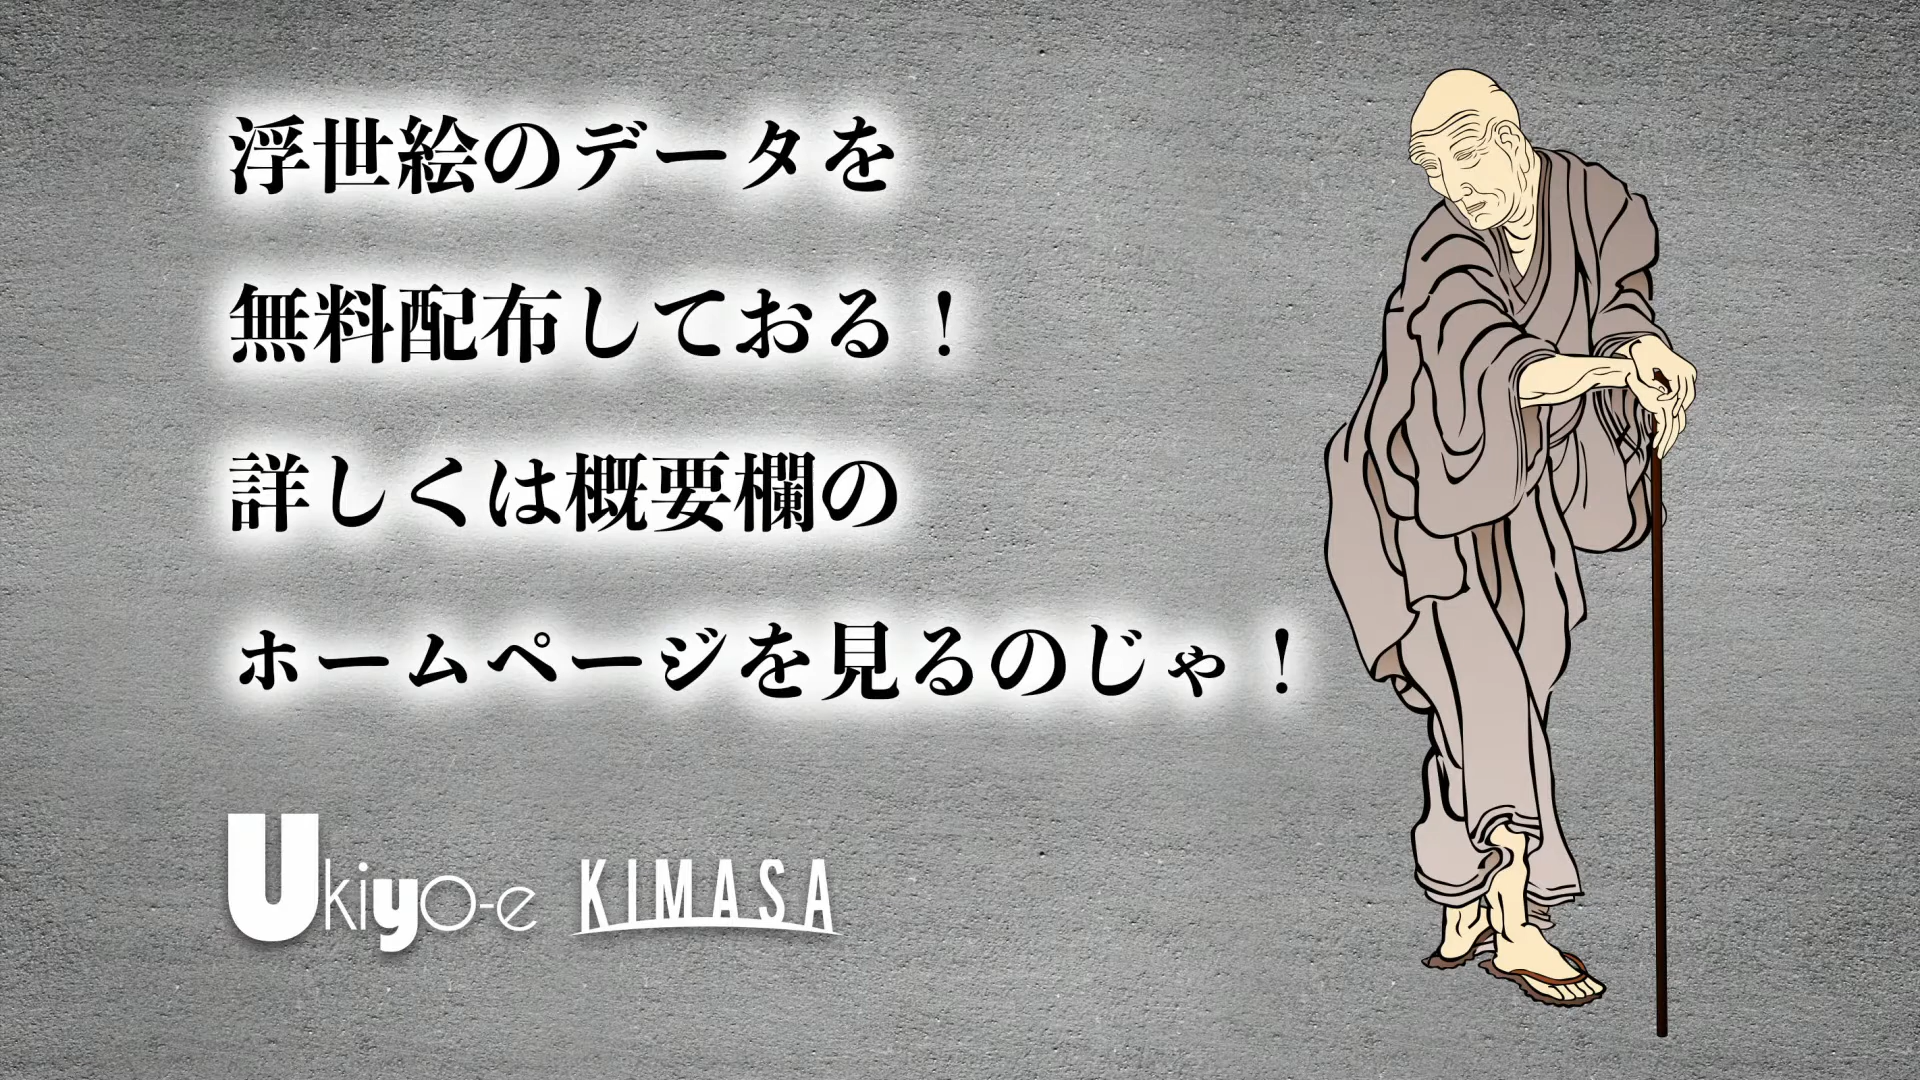 浮世絵のデータを
無料配布しておる！
詳しくは概要欄の
ホームページを見るのじゃ！
Ukiyo-e KIMASA